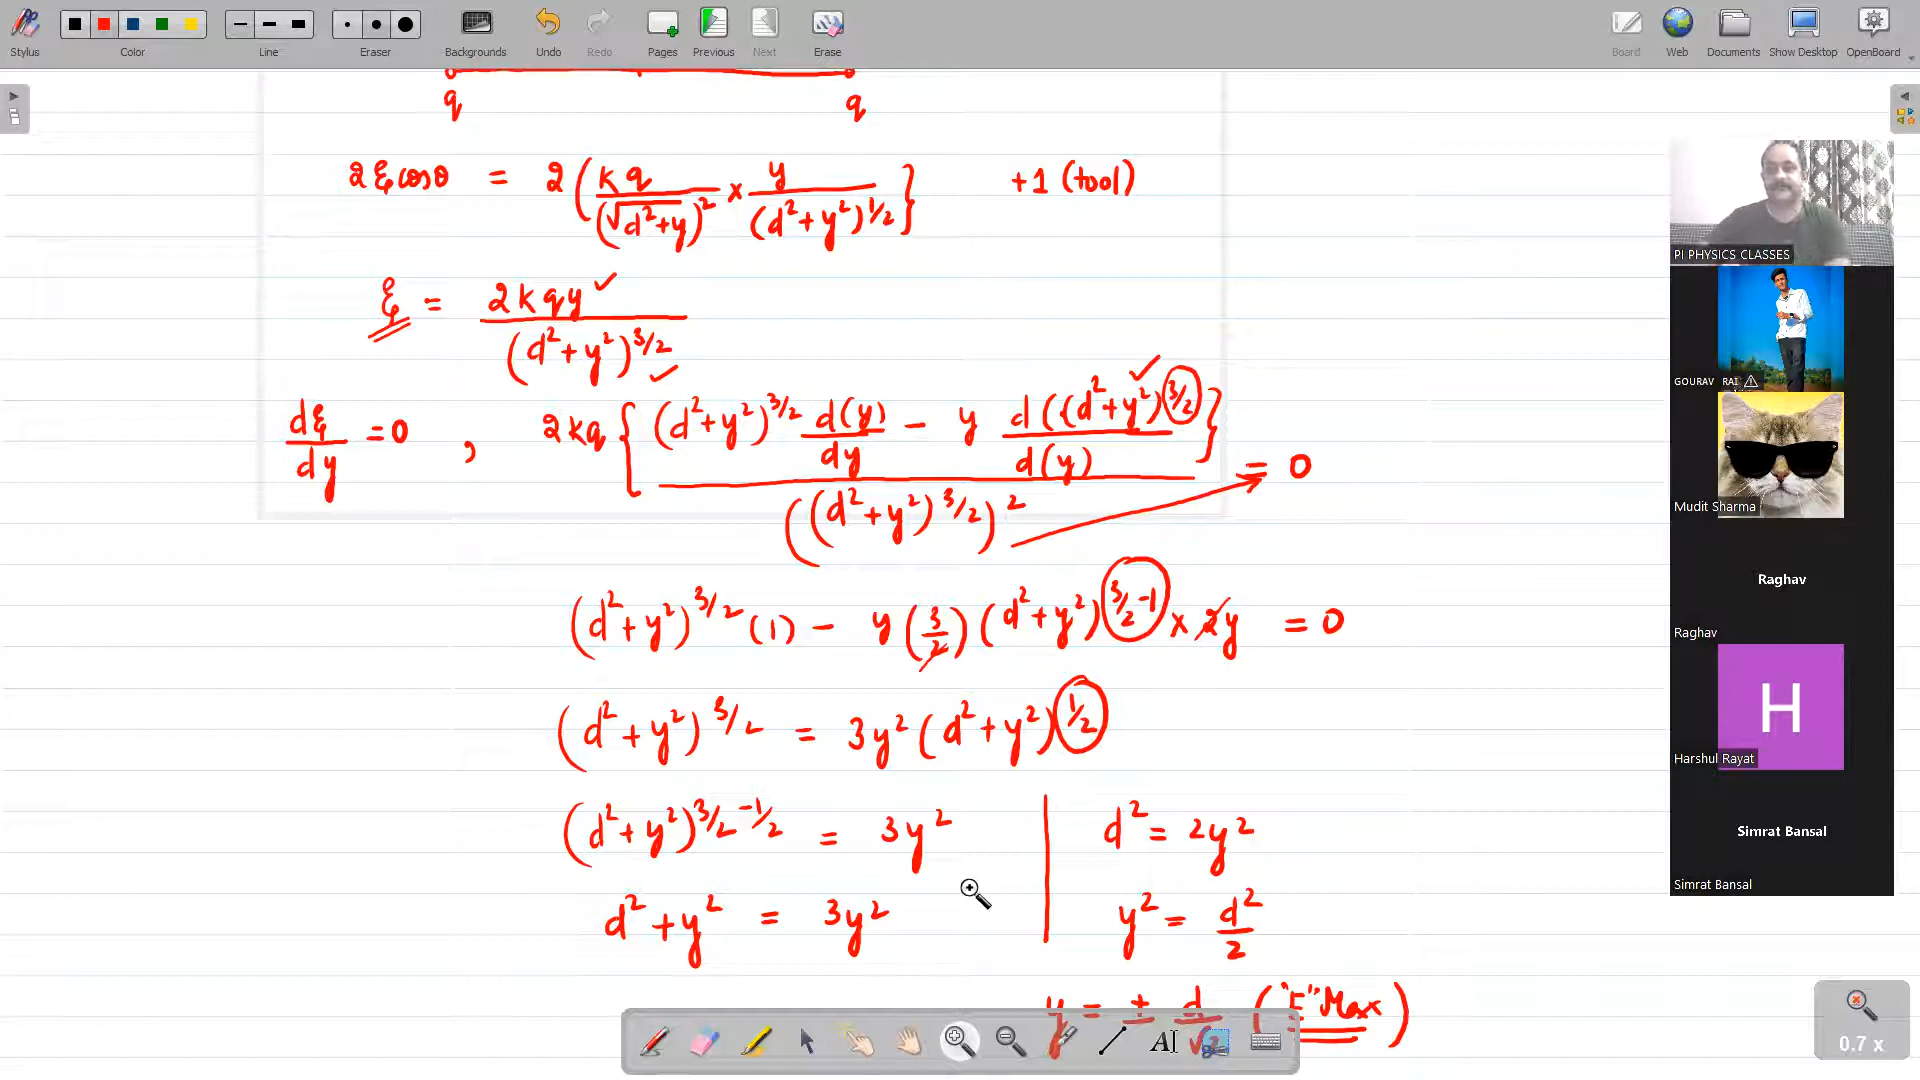 Stylus
Color
Line
Eraser
Backgrounds
Undo
Redo
Pages
Previous
Next
Erase
Board
Web
Documents
Show Desktop
OpenBoard
q q
2Ecosθ = 2(kq/(√d²+y)² × y/(d²+y²)^1/2} +1 (tool)
E = 2kqy ✓/(d²+y²)^3/2 ✓
dE/dy = 0 , 2kq{(d²+y²)^3/2 d(y)/dy - y d((d²+y²)^3/2)/d(y)}/((d²+y²)^3/2)² = 0
(d²+y²)^3/2 (1) - y(3/2)(d²+y²)^3/2-1 × 2y = 0
(d²+y²)^3/2 = 3y²(d²+y²)^1/2
(d²+y²)^3/2-1/2 = 3y²
d²+y² = 3y²
d² = 2y²
y² = d²/2
y = ± d/√2 ("E" Max)
PI PHYSICS CLASSES
GOURAV RAI
Mudit Sharma
Raghav
Raghav
H
Harshul Rayat
Simrat Bansal
Simrat Bansal
0.7 x